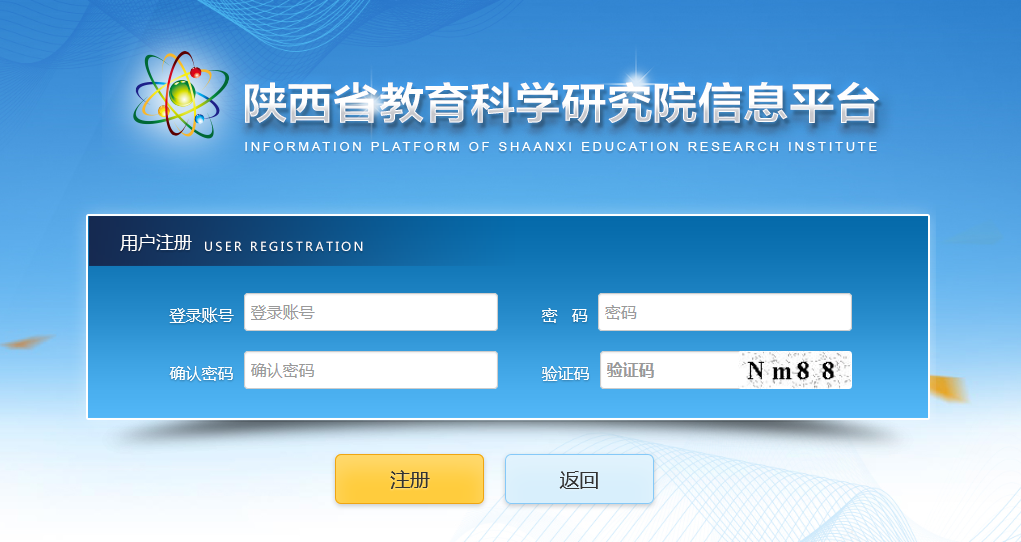 陕西省教育科学研究院信息平台
INFORMATION PLATFORM OF SHAANXI EDUCATION RESEARCH INSTITUTE
用户注册 USER REGISTRATION
登录账号 登录账号 密 码 密码
确认密码 确认密码 验证码 验证码 Nm88
注册 返回